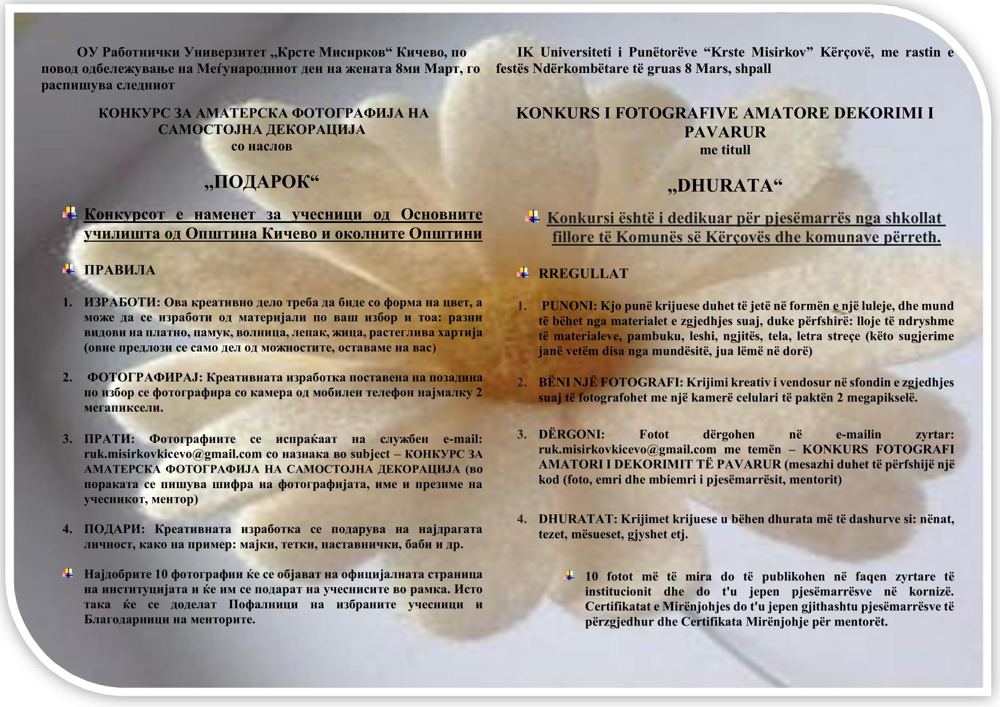 ОУ Работнички Универзитет „Крсте Мисирков“ Кичево, по
повод одбележување на Меѓународниот ден на жената 8ми Март, го
распишува следниот
КОНКУРС ЗА АМАТЕРСКА ФОТОГРАФИЈА НА
САМОСТОЈНА ДЕКОРАЦИЈА
со наслов
„ПОДАРОК“
Конкурсот е наменет за учесници од Основните
училишта од Општина Кичево и околните Општини
ПРАВИЛА
1. ИЗРАБОТИ: Ова креативно дело треба да биде со форма на цвет, а
може да се изработи од материјали по ваш избор и тоа: разни
видови на платно, памук, волница, лепак, жица, растеглива хартија
(овие предлози се само дел од можностите, оставаме на вас)
2. ФОТОГРАФИРАЈ: Креативната изработка поставена на позадина
по избор се фотографира со камера од мобилен телефон најмалку 2
мегапиксели.
3. ПРАТИ: Фотографиите се испраќаат на службен e-mail:
ruk.misirkovkicevo@gmail.com со назнака во subject – КОНКУРС ЗА
АМАТЕРСКА ФОТОГРАФИЈА НА САМОСТОЈНА ДЕКОРАЦИЈА (во
пораката се пишува шифра иа фотографијата, име и презиме на
учесникот, ментор)
4. ПОДАРИ: Креативната изработка се подарува на најдрагата
личност, како на пример: мајки, тетки, наставнички, баби и др.
Најдобрите 10 фотографии ќе се објават на официјалната страница
на институцијата и ќе им се подарат на учеснисите во рамка. Исто
така ќе се доделат Пофалници на избраните учесници и
Благодарници на менторите.
IK Universiteti i Punëtorëve “Krste Misirkov” Kërçovë, me rastin e
festës Ndërkombëtare të gruas 8 Mars, shpall
KONKURS I FOTOGRAFIVE AMATORE DEKORIMI I
PAVARUR
me titull
„DHURATA“
Konkursi është i dedikuar për pjesëmarrës nga shkollat
fillore të Komunës së Kërçovës dhe komunave përreth.
RREGULLAT
1. PUNONI: Kjo punë krijuese duhet të jetë në formën e një luleje, dhe mund
të bëhet nga materialet e zgjedhjes suaj, duke përfshirë: lloje të ndryshme
të materialeve, pambuku, leshi, ngjitës, tela, letra streçe (këto sugjerime
janë vetëm disa nga mundësitë, jua lëmë në dorë)
2. BËNI NJË FOTOGRAFI: Krijimi kreativ i vendosur në sfondin e zgjedhjes
suaj të fotografohet me një kamerë celulari të paktën 2 megapikselë.
3. DËRGONI: Fotot dërgohen në e-mailin zyrtar:
ruk.misirkovkicevo@gmail.com me temën – KONKURS FOTOGRAFI
AMATORI I DEKORIMIT TË PAVARUR (mesazhi duhet të përfshijë një
kod (foto, emri dhe mbiemri i pjesëmarrësit, mentorit)
4. DHURATAT: Krijimet krijuese u bëhen dhurata më të dashurve si: nënat,
tezet, mësueset, gjyshet etj.
10 fotot më të mira do të publikohen në faqen zyrtare të
institucionit dhe do t'u jepen pjesëmarrësve në kornizë.
Certifikatat e Mirënjohjes do t'u jepen gjithashtu pjesëmarrësve të
përzgjedhur dhe Certifikata Mirënjohje për mentorët.